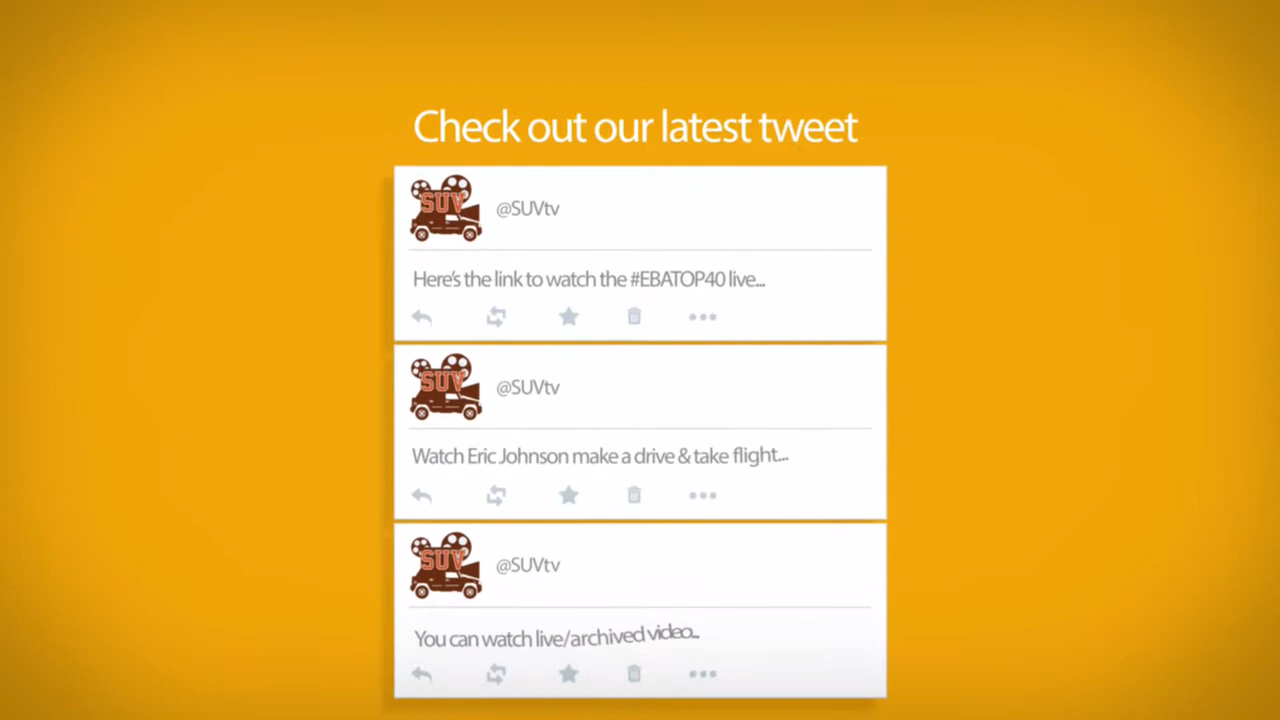 Check out our latest tweet
SUV
@SUVtv
Here's the link to watch the #EBATOP40 live...
SUV
@SUVtv
Watch Eric Johnson make a drive & take flight...
SUV
@SUVtv
You can watch live/archived video...